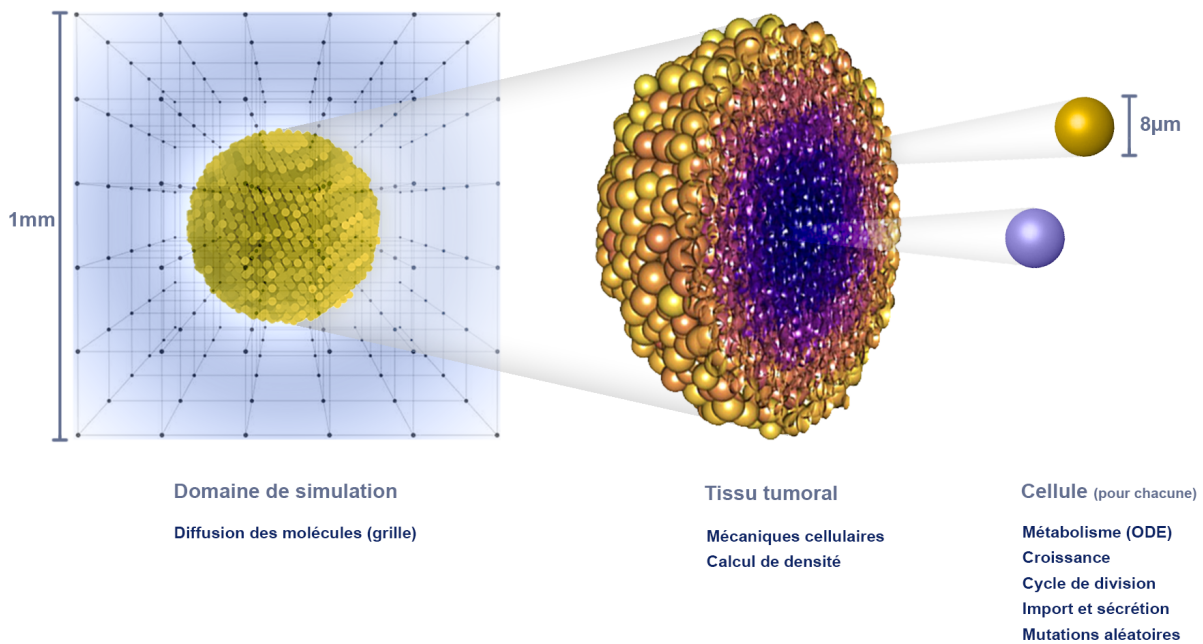 1mm
8µm
Domaine de simulation
Diffusion des molécules (grille)
Tissu tumoral
Mécaniques cellulaires
Calcul de densité
Cellule (pour chacune)
Métabolisme (ODE)
Croissance
Cycle de division
Import et sécrétion
Mutations aléatoires